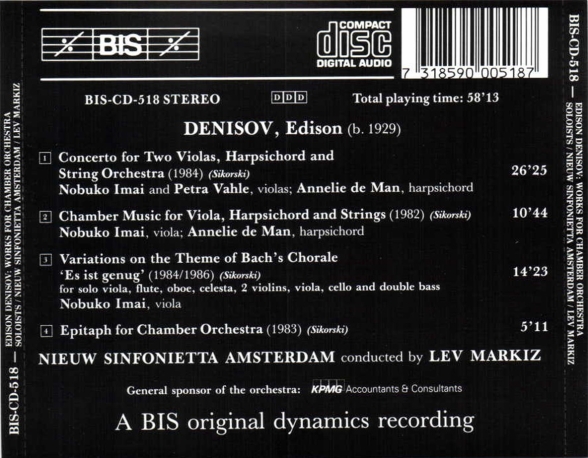 BIS
COMPACT
disc
DIGITAL AUDIO
7 318590 005187
BIS-CD-518 STEREO
D D D
Total playing time: 58'13
DENISOV, Edison (b. 1929)
1 Concerto for Two Violas, Harpsichord and
String Orchestra (1984) (Sikorski) 26'25
Nobuko Imai and Petra Vahle, violas; Annelie de Man, harpsichord
2 Chamber Music for Viola, Harpsichord and Strings (1982) (Sikorski) 10'44
Nobuko Imai, viola; Annelie de Man, harpsichord
3 Variations on the Theme of Bach's Chorale
'Es ist genug' (1984/1986) (Sikorski) 14'23
for solo viola, flute, oboe, celesta, 2 violins, viola, cello and double bass
Nobuko Imai, viola
4 Epitaph for Chamber Orchestra (1983) (Sikorski) 5'11
NIEUW SINFONIETTA AMSTERDAM conducted by LEV MARKIZ
General sponsor of the orchestra: KPMG Accountants & Consultants
A BIS original dynamics recording
BIS-CD-518 — EDISON DENISOV: WORKS FOR CHAMBER ORCHESTRA
SOLOISTS / NIEUW SINFONIETTA AMSTERDAM / LEV MARKIZ
BIS-CD-518 — EDISON DENISOV: WORKS FOR CHAMBER ORCHESTRA
SOLOISTS / NIEUW SINFONIETTA AMSTERDAM / LEV MARKIZ